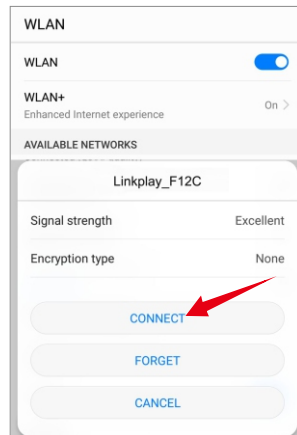 WLAN
WLAN
WLAN+
Enhanced Internet experience
On
AVAILABLE NETWORKS
Linkplay_F12C
Signal strength Excellent
Encryption type None
CONNECT
FORGET
CANCEL